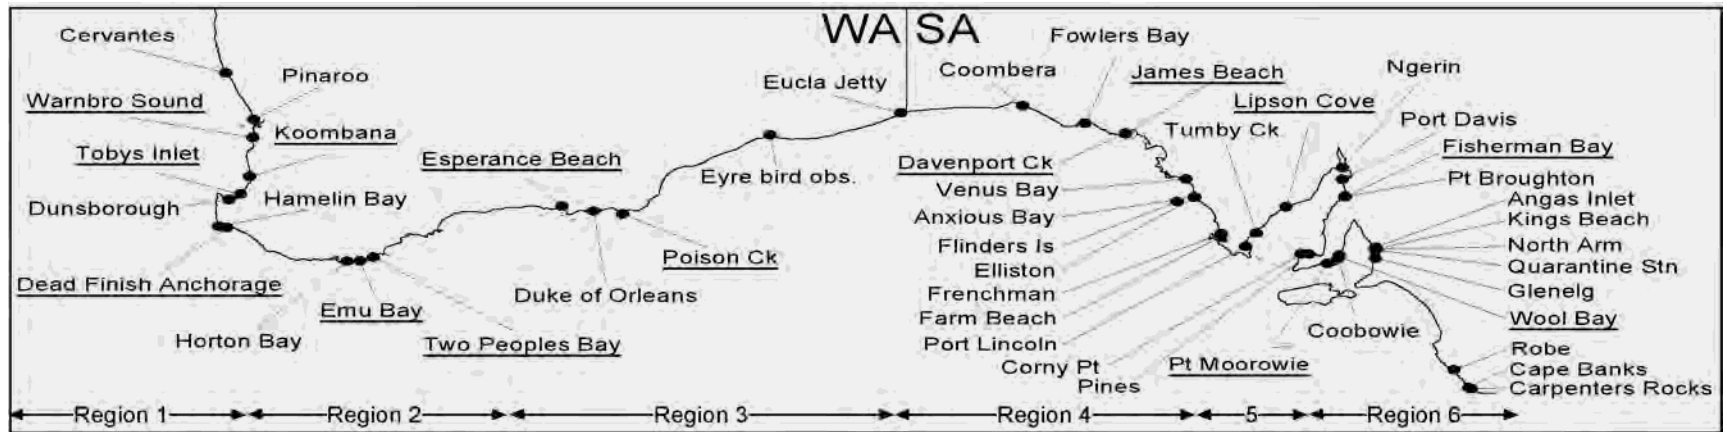 WA SA
Cervantes
Pinaroo
Warnbro Sound
Koombana
Tobys Inlet
Dunsborough
Hamelin Bay
Dead Finish Anchorage
Horton Bay
Emu Bay
Two Peoples Bay
Esperance Beach
Duke of Orleans
Poison Ck
Eyre bird obs.
Eucla Jetty
Coombera
Fowlers Bay
James Beach
Davenport Ck
Venus Bay
Anxious Bay
Flinders Is
Elliston
Frenchman
Farm Beach
Port Lincoln
Corny Pt
Pines
Tumby Ck
Lipson Cove
Ngerin
Port Davis
Fisherman Bay
Pt Broughton
Angas Inlet
Kings Beach
North Arm
Quarantine Stn
Glenelg
Wool Bay
Coobowie
Pt Moorowie
Robe
Cape Banks
Carpenters Rocks
Region 1
Region 2
Region 3
Region 4
5
Region 6